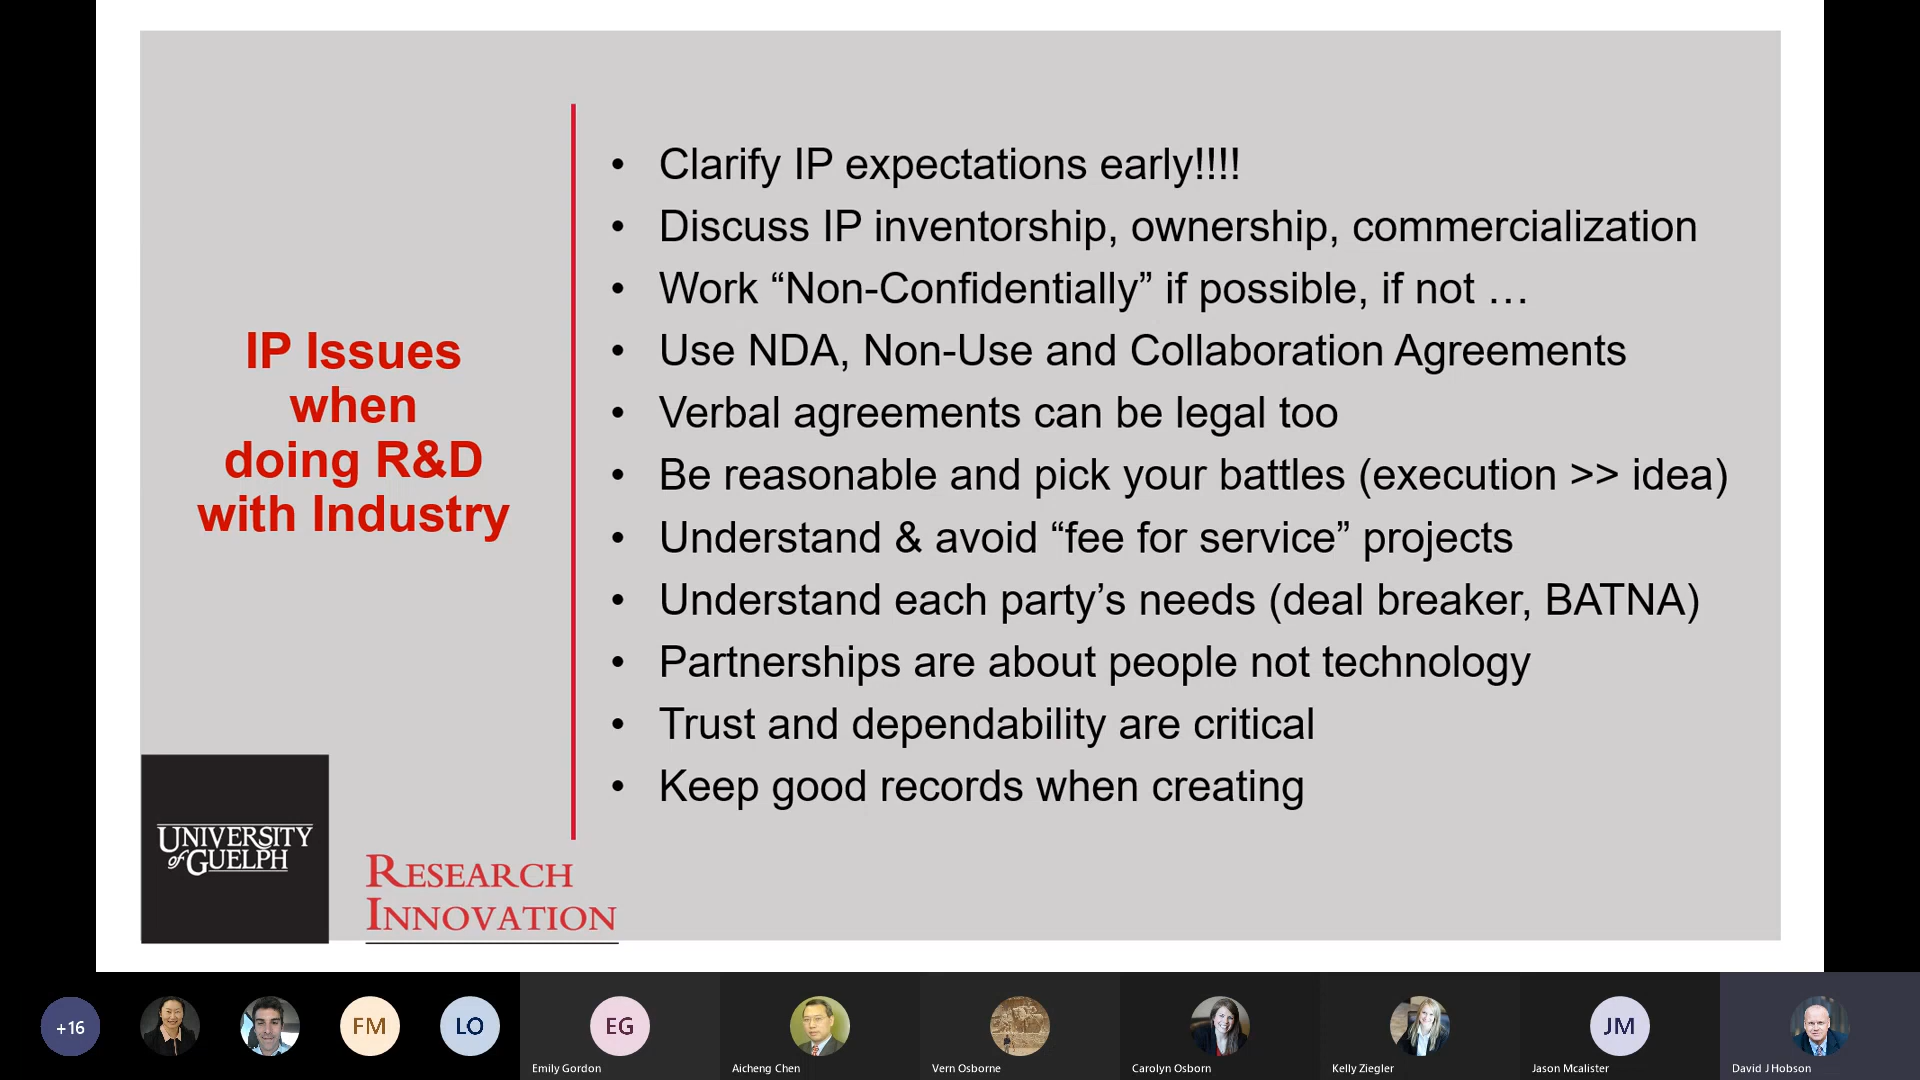 IP Issues
when
doing R&D
with Industry
• Clarify IP expectations early!!!!
• Discuss IP inventorship, ownership, commercialization
• Work “Non-Confidentially” if possible, if not …
• Use NDA, Non-Use and Collaboration Agreements
• Verbal agreements can be legal too
• Be reasonable and pick your battles (execution >> idea)
• Understand & avoid “fee for service” projects
• Understand each party’s needs (deal breaker, BATNA)
• Partnerships are about people not technology
• Trust and dependability are critical
• Keep good records when creating
UNIVERSITY
of GUELPH
RESEARCH
INNOVATION
+16
FM
LO
EG
JM
Emily Gordon
Aicheng Chen
Vern Osborne
Carolyn Osborn
Kelly Ziegler
Jason Mcalister
David J Hobson